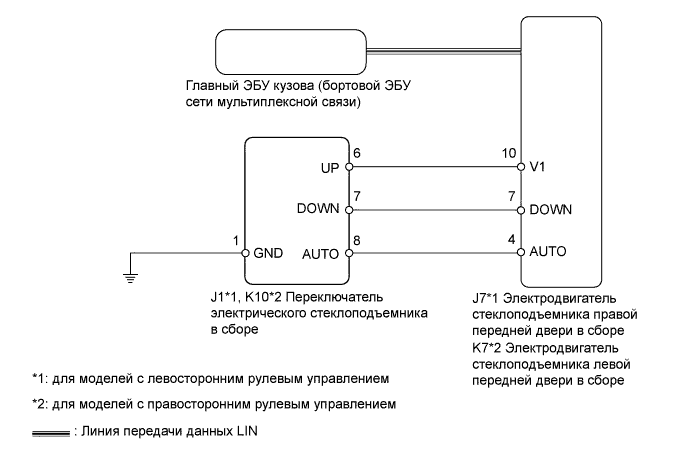 Главный ЭБУ кузова (бортовой ЭБУ
сети мультиплексной связи)
6
10
UP
V1
7
7
DOWN
DOWN
1
8
4
GND
AUTO
AUTO
J1*1, K10*2 Переключатель
электрического стеклоподъемника
в сборе
J7*1 Электродвигатель
стеклоподъемника правой
передней двери в сборе
K7*2 Электродвигатель
стеклоподъемника левой
передней двери в сборе
*1: для моделей с левосторонним рулевым управлением
*2: для моделей с правосторонним рулевым управлением
: Линия передачи данных LIN